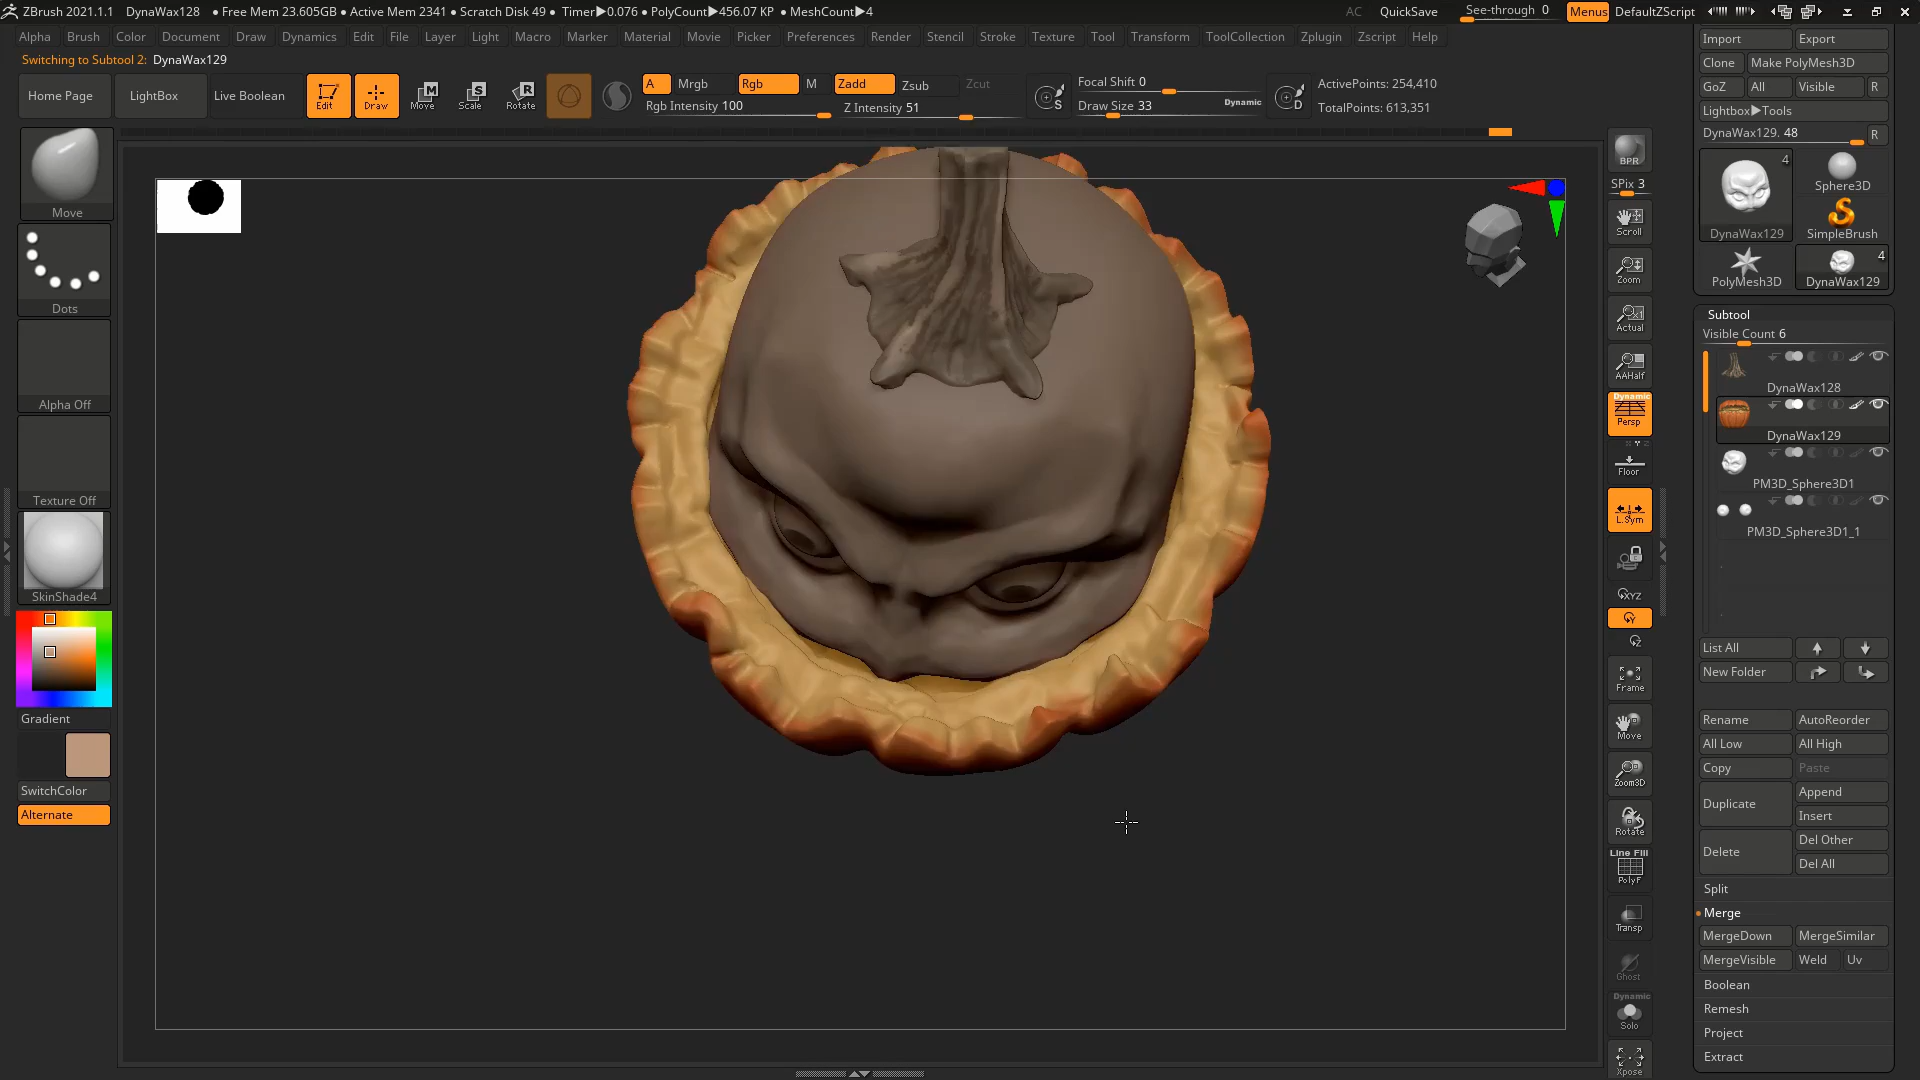 ZBrush 2021.1.1 DynaWax128 ● Free Mem 23.605GB ● Active Mem 2341 ● Scratch Disk 49 ● Timer▶0.076 ● PolyCount▶456.07 KP ● MeshCount▶4 AC QuickSave See-through 0 Menus DefaultZScript
Alpha Brush Color Document Draw Dynamics Edit File Layer Light Macro Marker Material Movie Picker Preferences Render Stencil Stroke Texture Tool Transform ToolCollection Zplugin Zscript Help
Switching to Subtool 2: DynaWax129
Home Page LightBox Live Boolean Edit Draw Move Scale Rotate
A Mrgb Rgb M Zadd Zsub Zcut
Rgb Intensity 100 Z Intensity 51
S Focal Shift 0
Draw Size 33 Dynamic D
ActivePoints: 254,410
TotalPoints: 613,351
Move
Dots
Alpha Off
Texture Off
SkinShade4
Gradient
SwitchColor
Alternate
BPR
SPix 3
Scroll
Zoom
Actual
AAHalf
Dynamic
Persp
Floor
L.Sym
XYZ
Y
Z
Frame
Move
Zoom3D
Rotate
Line Fill
PolyF
Transp
Ghost
Dynamic
Solo
Xpose
Import Export
Clone Make PolyMesh3D
GoZ All Visible R
Lightbox▶Tools
DynaWax129. 48 R
4
DynaWax129 Sphere3D
SimpleBrush
PolyMesh3D 4 DynaWax129
Subtool
Visible Count 6
DynaWax128
DynaWax129
PM3D_Sphere3D1
PM3D_Sphere3D1_1
List All
New Folder
Rename AutoReorder
All Low All High
Copy Paste
Duplicate Append
Insert
Delete Del Other
Del All
Split
Merge
MergeDown MergeSimilar
MergeVisible Weld Uv
Boolean
Remesh
Project
Extract